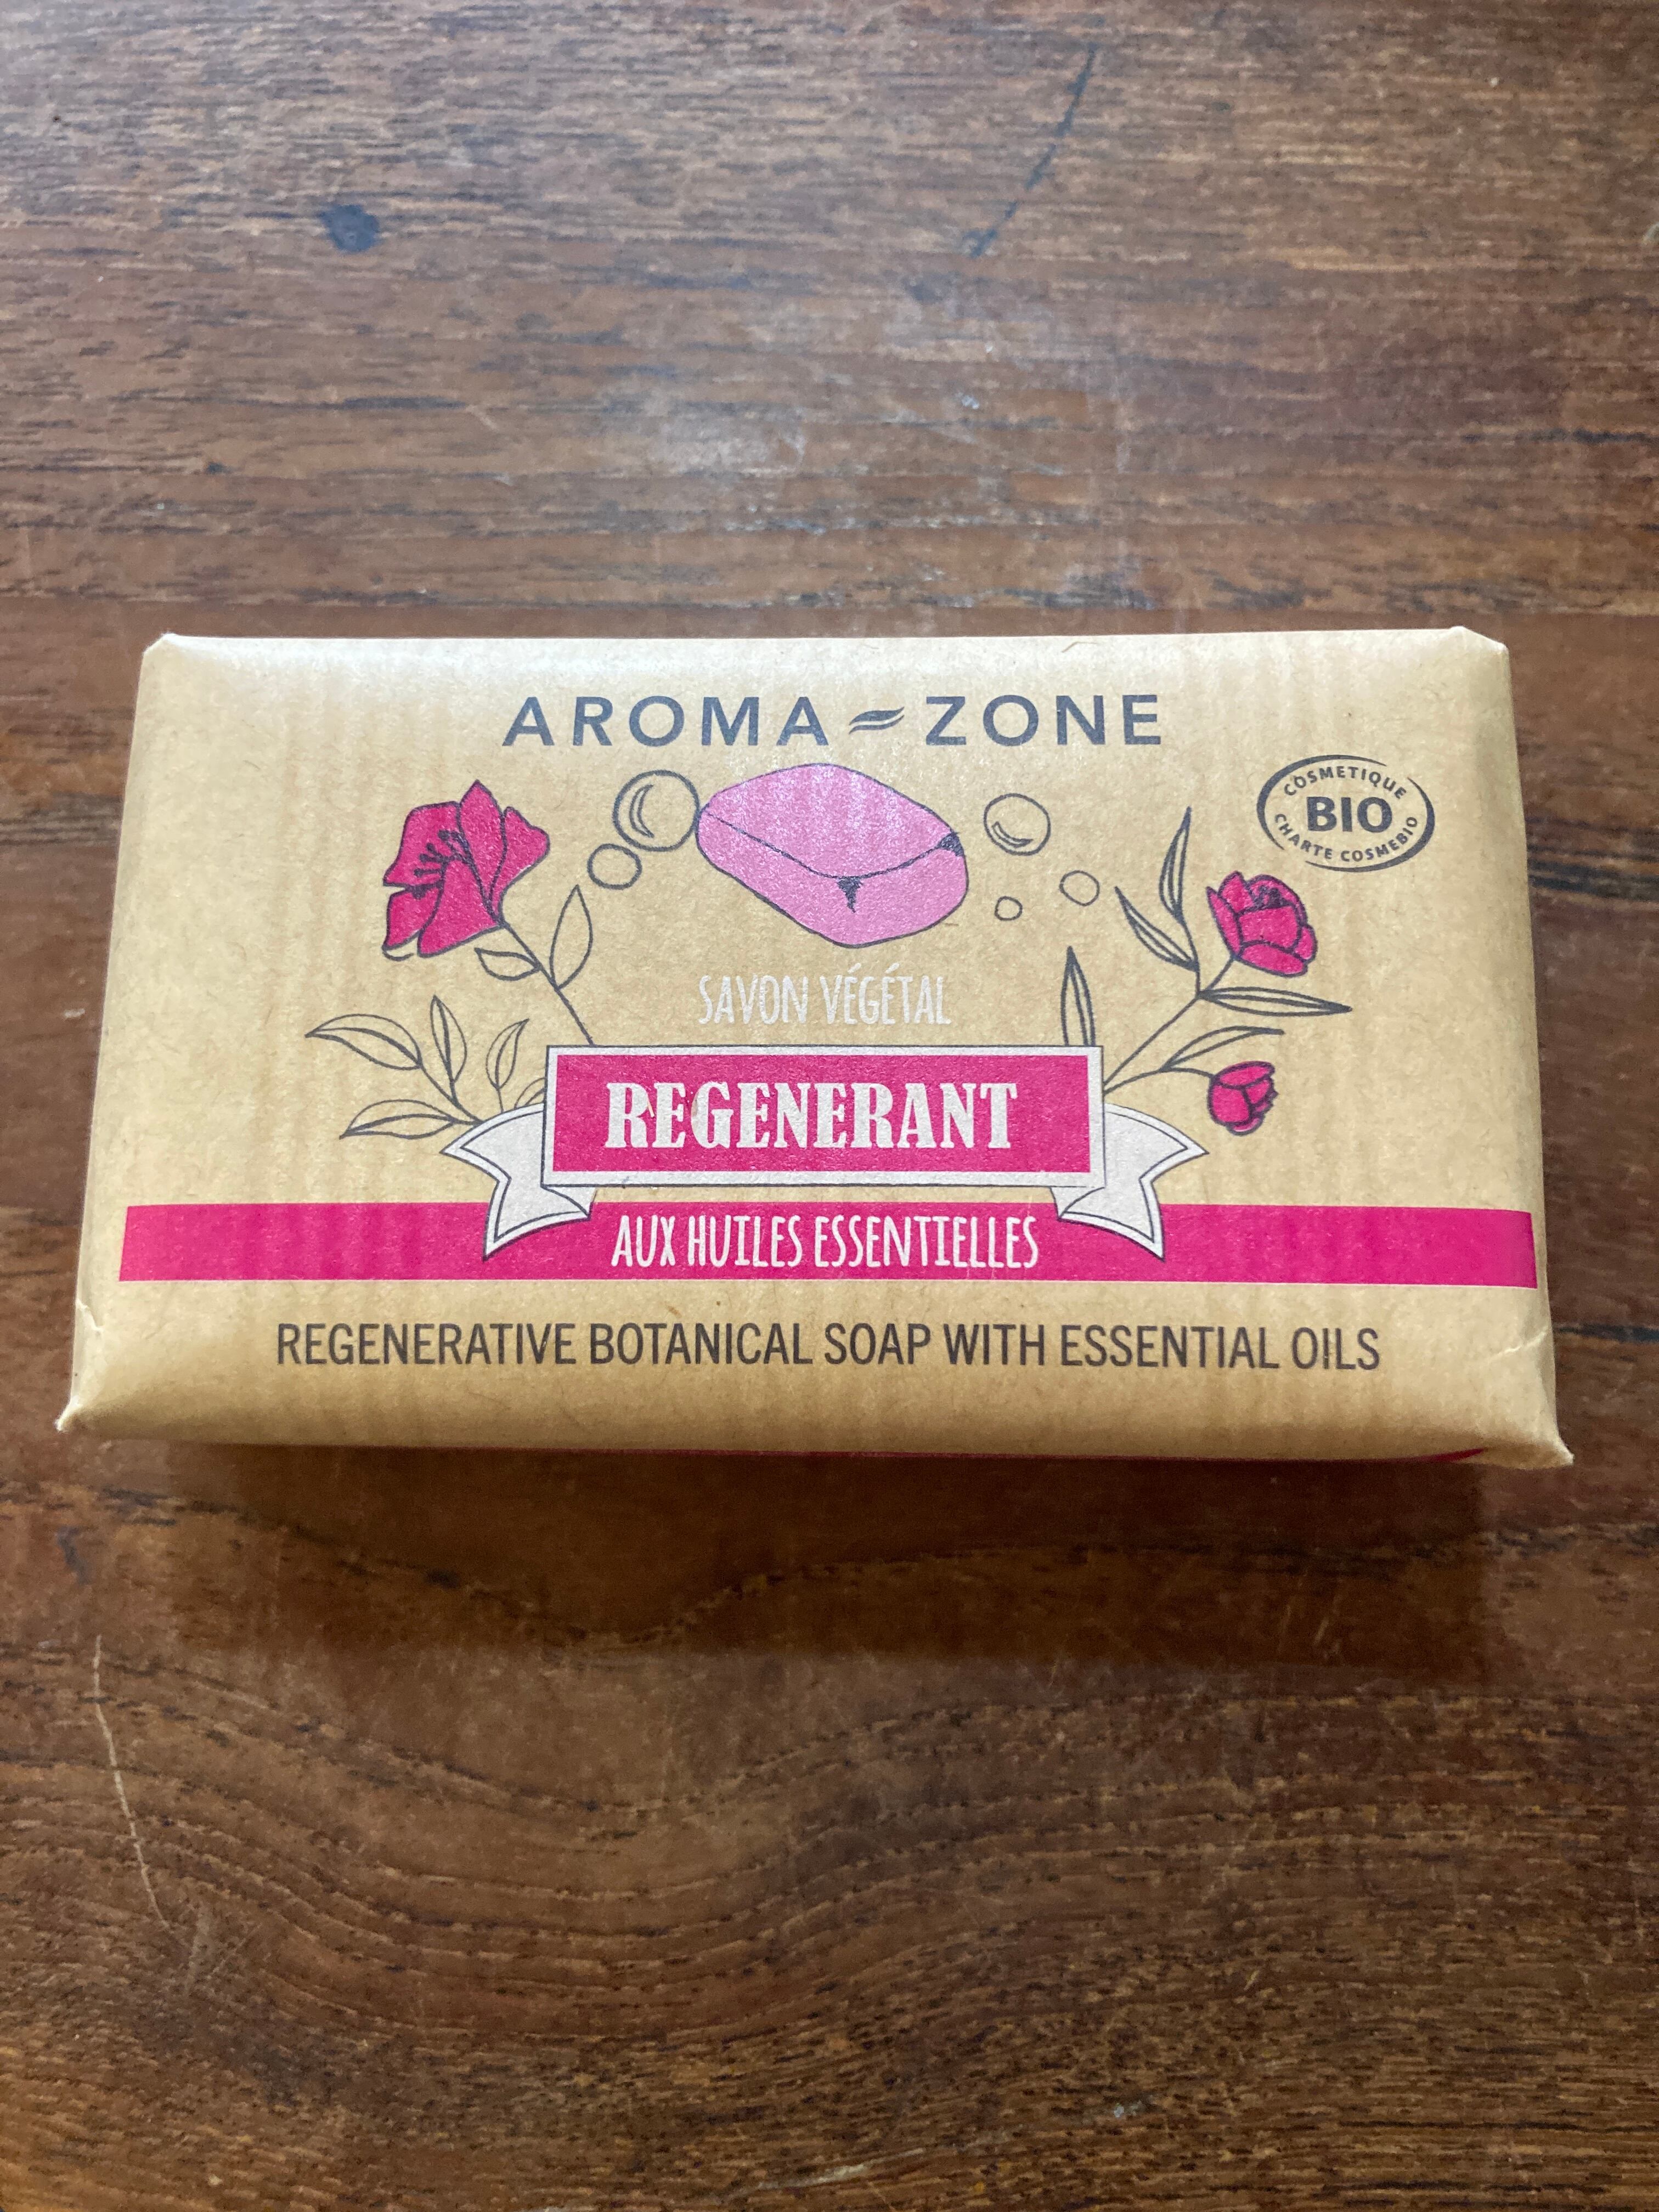 AROMA-ZONE
COSMETIQUE
BIO
CHARTE COSMEBIO
SAVON VÉGÉTAL
REGENERANT
AUX HUILES ESSENTIELLES
REGENERATIVE BOTANICAL SOAP WITH ESSENTIAL OILS